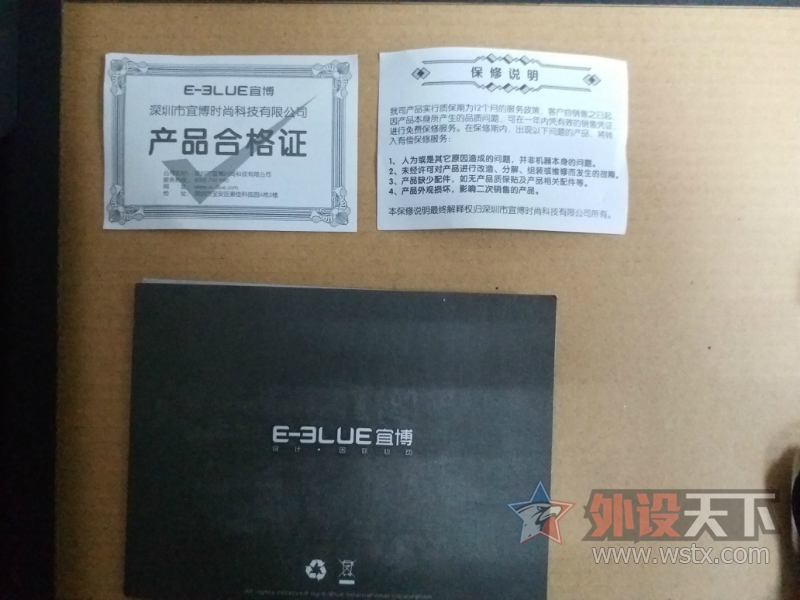 E-3LUE宜博
深圳市宜博时尚科技有限公司
产品合格证
保修说明
我司产品实行质保期为12个月的服务政策，客户自销售之日起，
因产品本身所产生的品质问题，可在一年内凭有效的销售凭证，
进行免费保修服务。在保修期内，出现以下问题的产品，将转
入有偿保修服务：
1、人为或是其它原因造成的问题，并非机器本身的问题。
2、未经许可对产品进行改造、分解、组装或维修而发生的故障。
3、产品缺少配件，如无产品质保贴及产品相关配件等。
4、产品外观损坏，影响二次销售的产品。
本保修说明最终解释权归深圳市宜博时尚科技有限公司所有。
E-3LUE宜博
外设天下
www.wstx.com